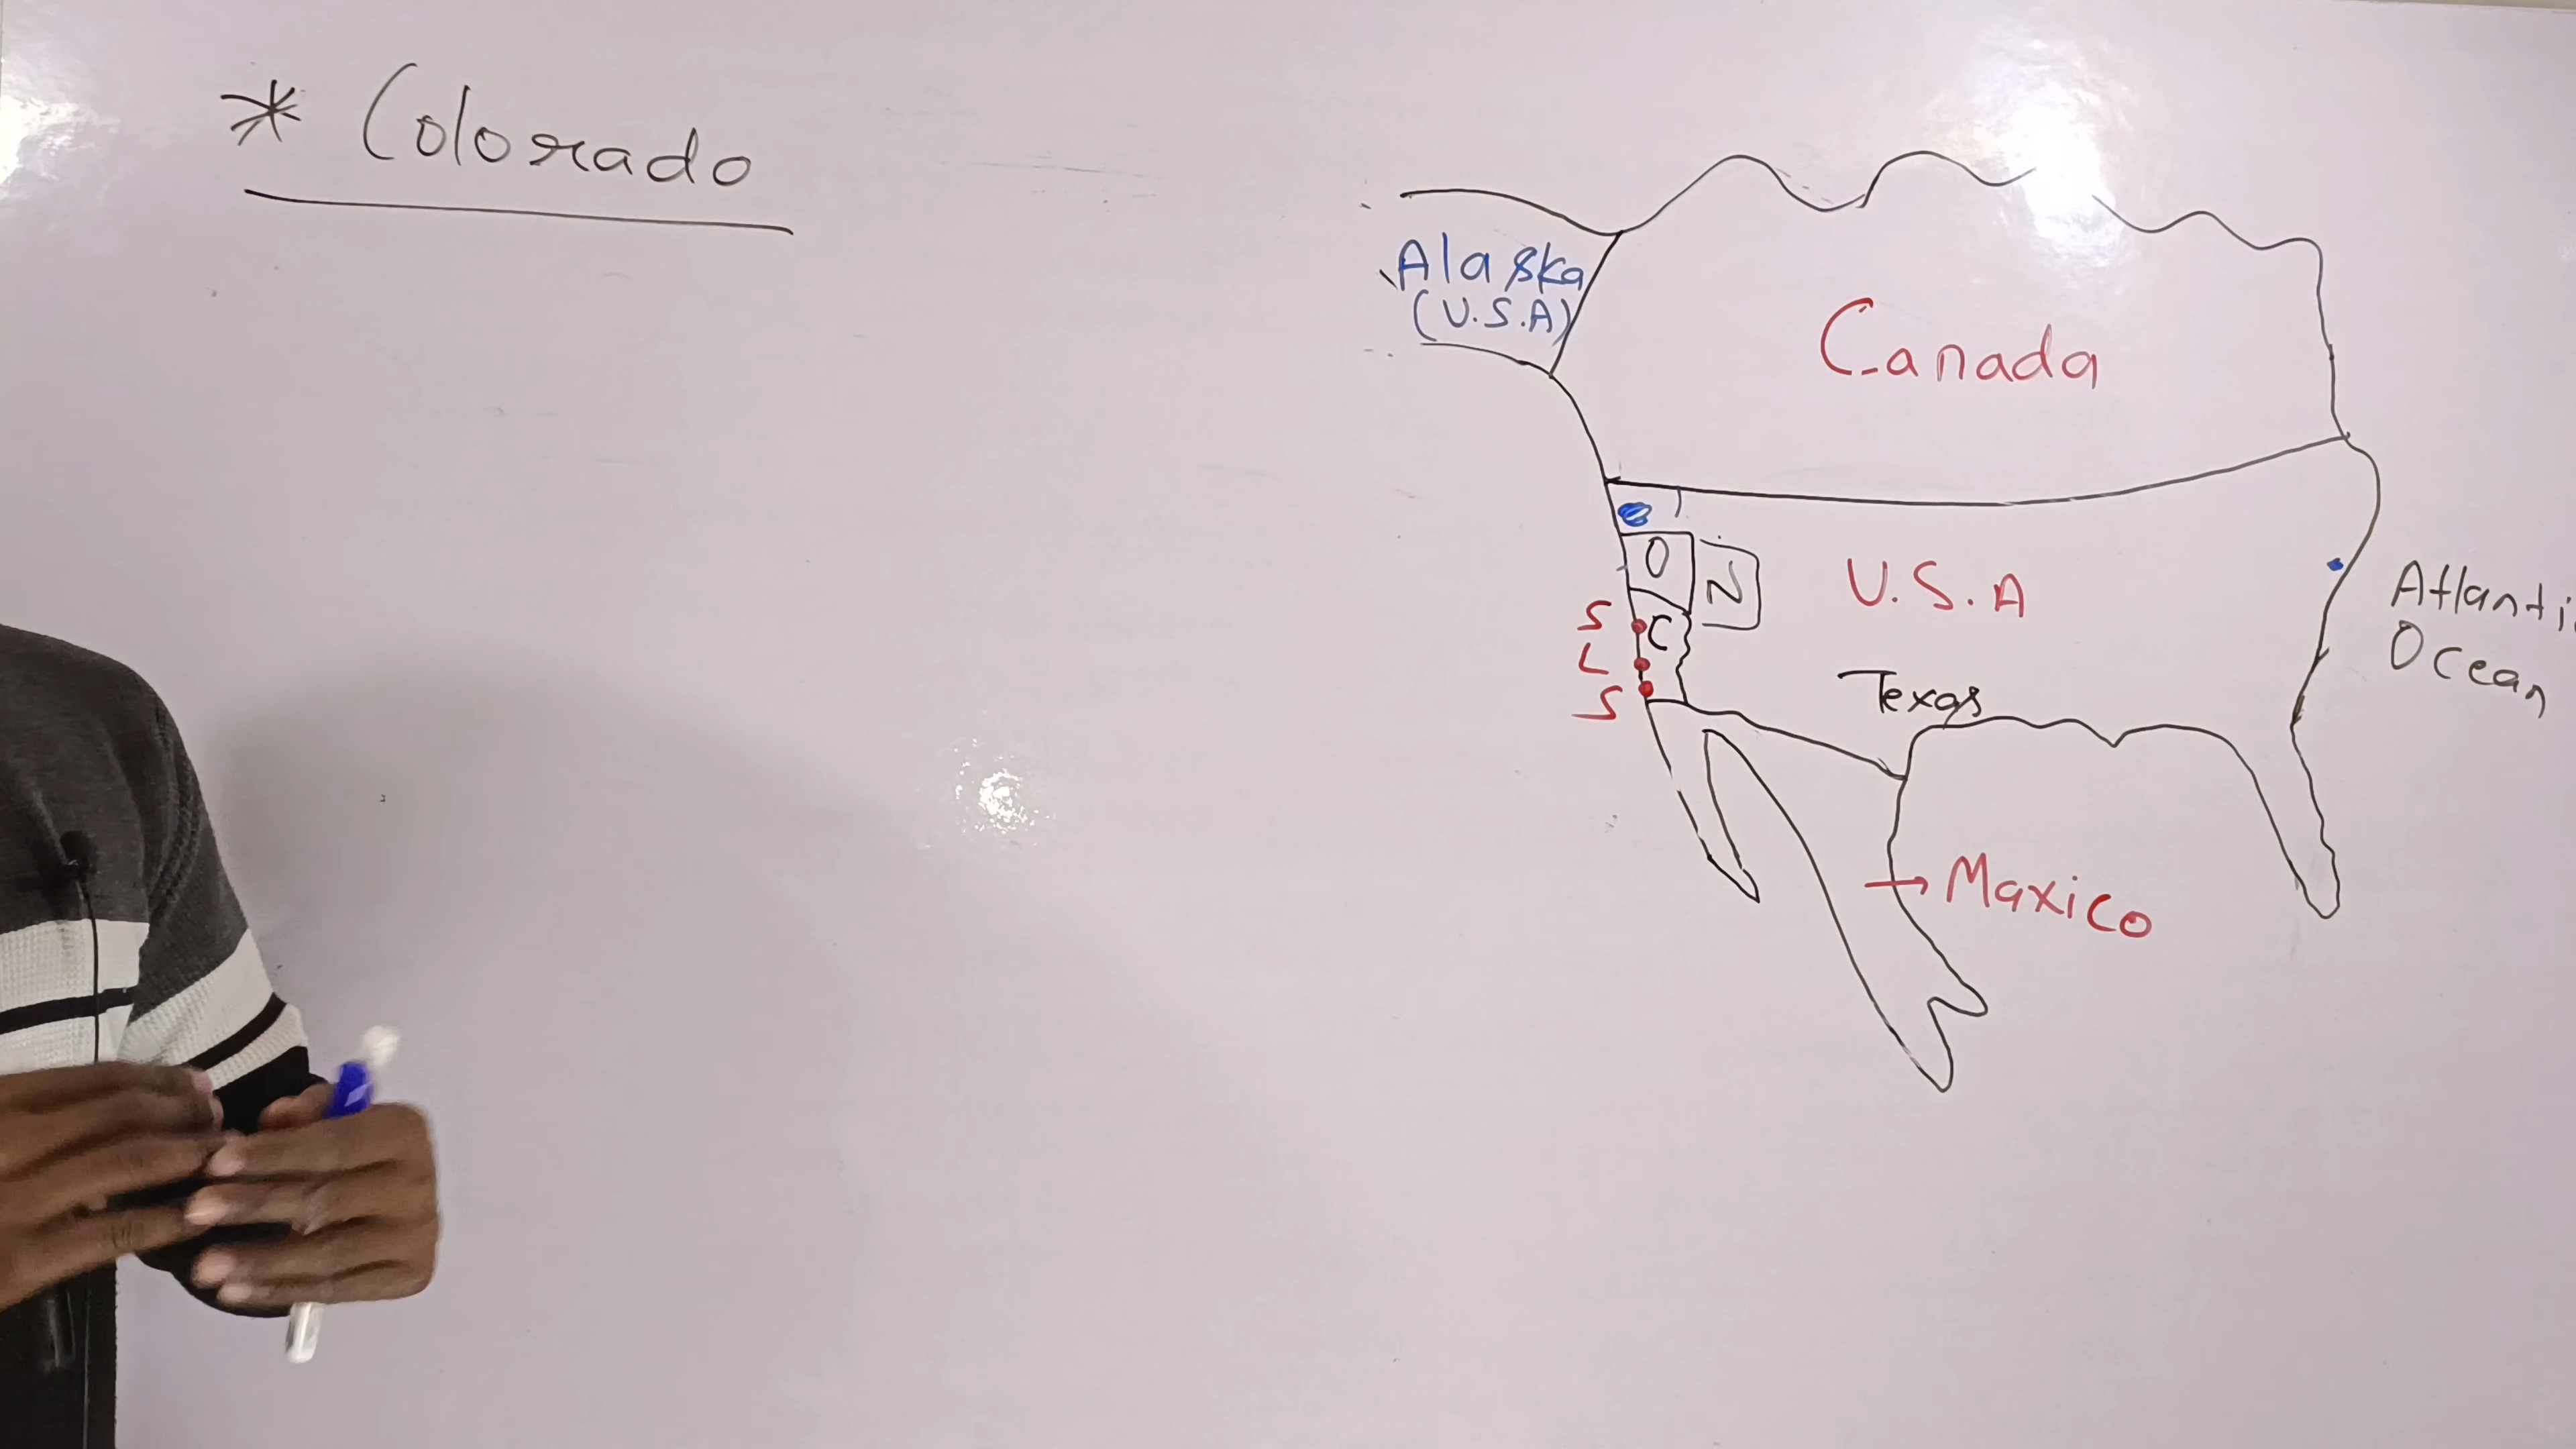 * Colorado
Alaska
(U.S.A)
Canada
O
N
U.S.A
S
C
L
S
Texas
Atlanti
Ocean
→ Maxico